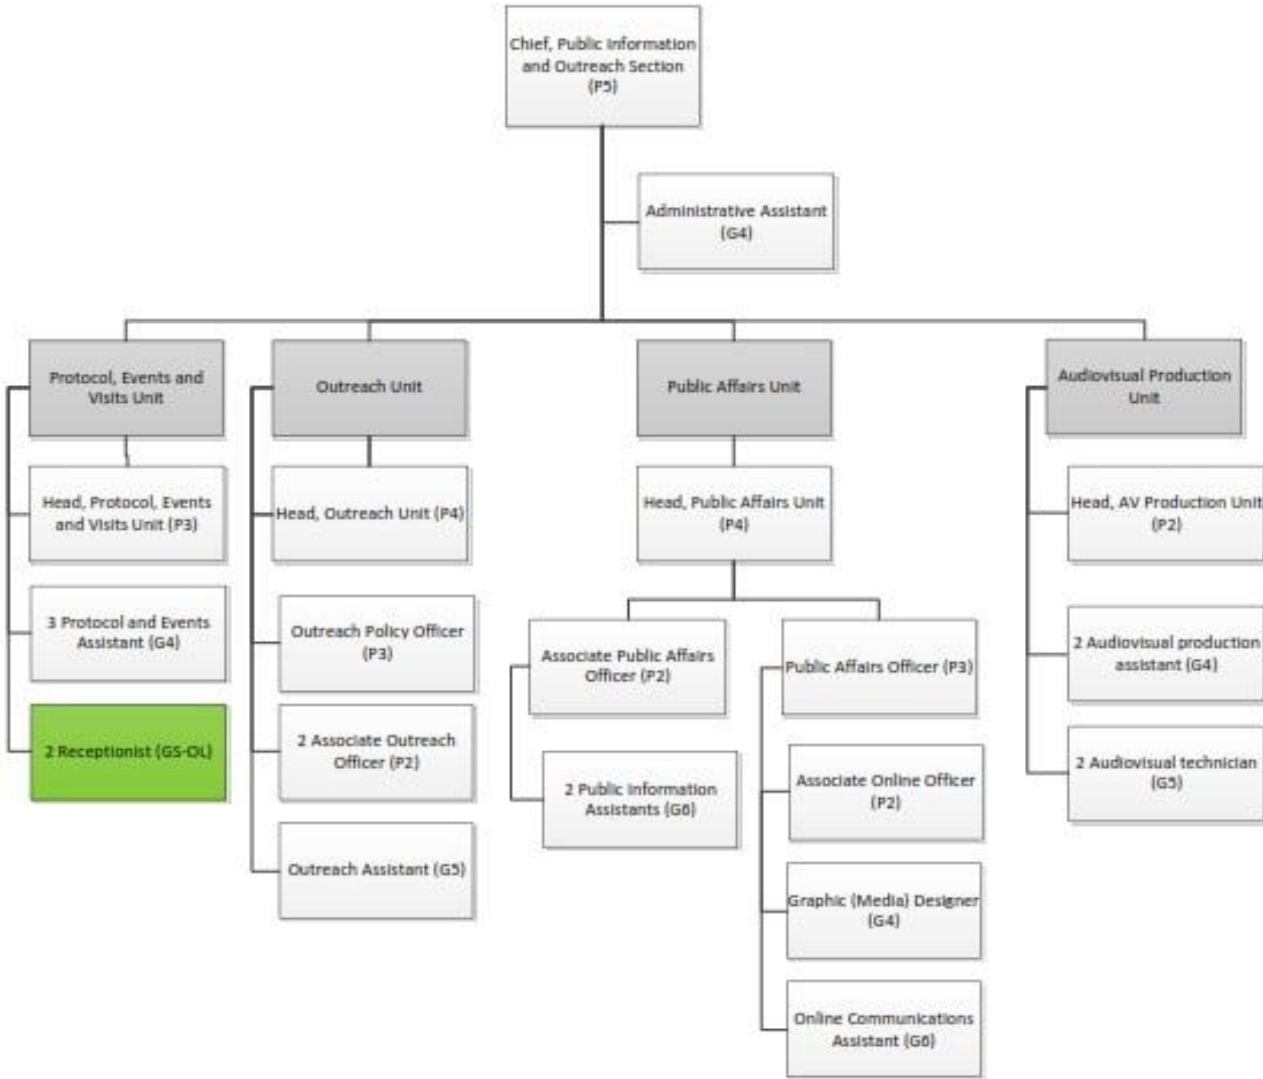 Chief, Public Information
and Outreach Section
(P5)
Administrative Assistant
(G4)
Protocol, Events and
Visits Unit
Outreach Unit
Public Affairs Unit
Audiovisual Production
Unit
Head, Protocol, Events
and Visits Unit (P3)
Head, Outreach Unit (P4)
Head, Public Affairs Unit
(P4)
Head, AV Production Unit
(P2)
3 Protocol and Events
Assistant (G4)
Outreach Policy Officer
(P3)
Associate Public Affairs
Officer (P2)
Public Affairs Officer (P3)
2 Audiovisual production
assistant (G4)
2 Receptionist (GS-OL)
2 Associate Outreach
Officer (P2)
2 Public Information
Assistants (G6)
Associate Online Officer
(P2)
2 Audiovisual technician
(G5)
Outreach Assistant (G5)
Graphic (Media) Designer
(G4)
Online Communications
Assistant (G6)